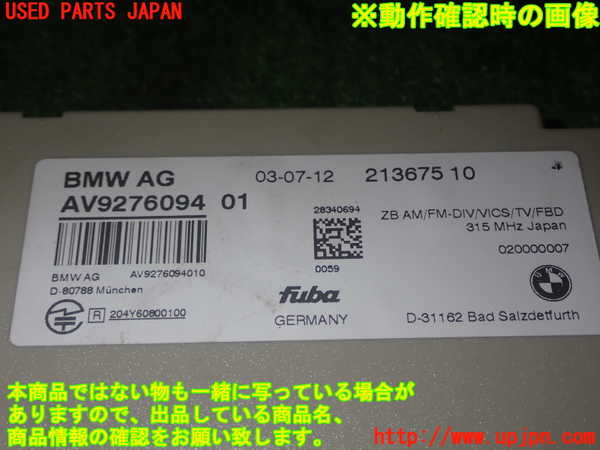 USED PARTS JAPAN
※動作確認時の画像
BMW AG
03-07-12
213675 10
AV9276094 01
28340694
ZB AM/FM-DIV/VICS/TV/FBD
315 MHz Japan
020000007
BMW AG AV9276094010
D-80788 München
0059
fuba
GERMANY
R 204Y60800100
D-31162 Bad Salzdetfurth
BMW
本商品ではない物も一緒に写っている場合が
ありますので、出品している商品名、
商品情報の確認をお願い致します。
http://www.upjpn.com/